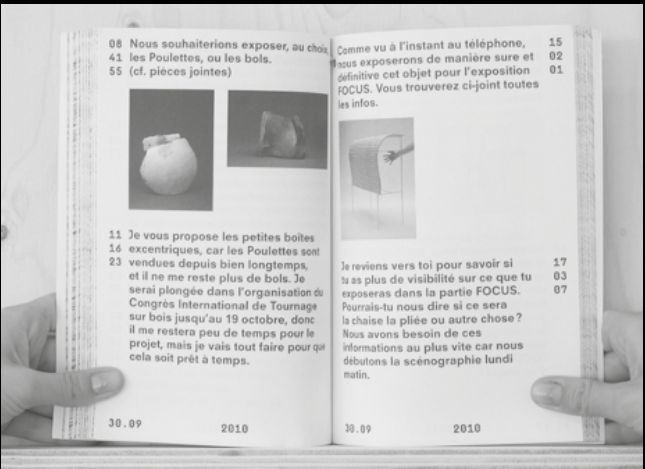 08 Nous souhaiterions exposer, au choix,
41 les Poulettes, ou les bols.
55 (cf. pièces jointes)
11 Je vous propose les petites boîtes
16 excentriques, car les Poulettes sont
23 vendues depuis bien longtemps,
et il ne me reste plus de bols. Je
serai plongée dans l'organisation du
Congrès International de Tournage
sur bois jusqu'au 19 octobre, donc
il me restera peu de temps pour le
projet, mais je vais tout faire pour que
cela soit prêt à temps.
30.09 2010
Comme vu à l'instant au téléphone, 15
nous exposerons de manière sure et 02
définitive cet objet pour l'exposition 01
FOCUS. Vous trouverez ci-joint toutes
les infos.
Je reviens vers toi pour savoir si 17
tu as plus de visibilité sur ce que tu 03
exposeras dans la partie FOCUS. 07
Pourrais-tu nous dire si ce sera
la chaise la pliée ou autre chose ?
Nous avons besoin de ces
informations au plus vite car nous
débutons la scénographie lundi
matin.
30.09 2010